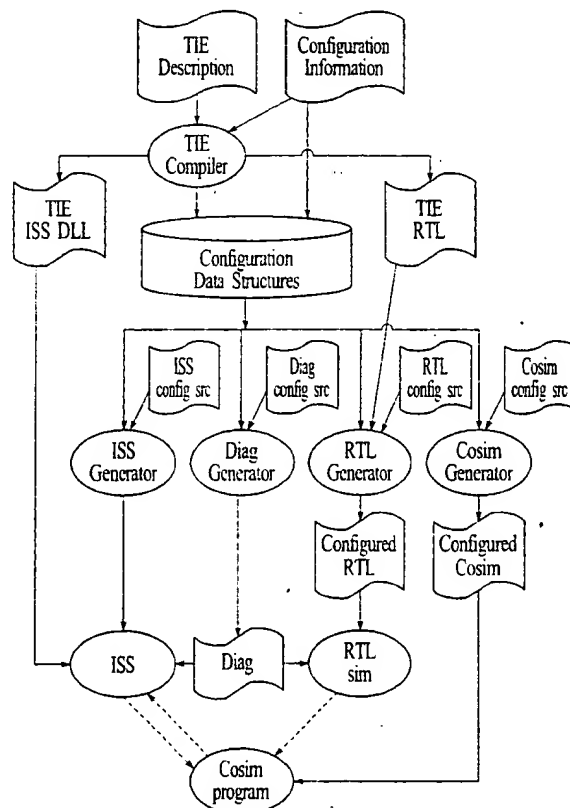 TIE
Description
Configuration
Information
TIE
Compiler
TIE
ISS DLL
TIE
RTL
Configuration
Data Structures
ISS
config src
Diag
config src
RTL
config src
Cosim
config src
ISS
Generator
Diag
Generator
RTL
Generator
Cosim
Generator
Configured
RTL
Configured
Cosim
ISS
Diag
RTL
sim
Cosim
program